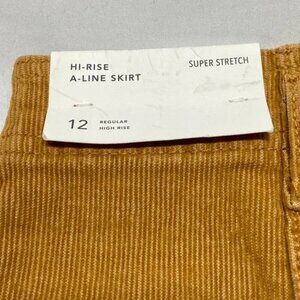 HI-RISE
A-LINE SKIRT
SUPER STRETCH
12
REGULAR
HIGH RISE